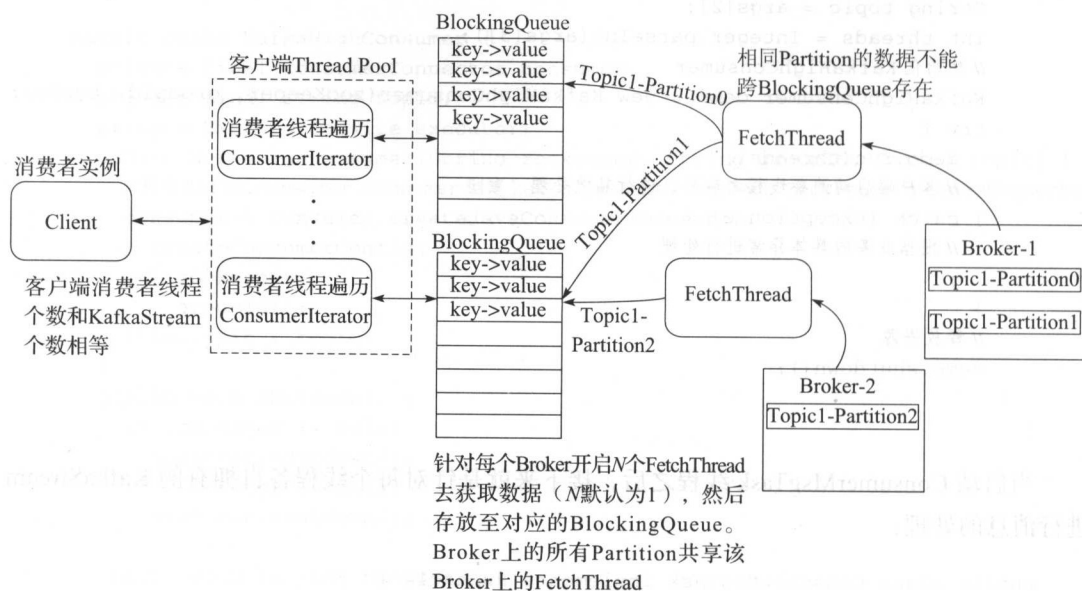 BlockingQueue
key->value
key->value
key->value
key->value
客户端Thread Pool
消费者线程遍历
ConsumerIterator
Topic1-Partition0
相同Partition的数据不能
跨BlockingQueue存在
FetchThread
Topic1-Partition1
消费者实例
Client
客户端消费者线程
个数和KafkaStream
个数相等
BlockingQueue
key->value
key->value
key->value
消费者线程遍历
ConsumerIterator
Topic1-
Partition2
FetchThread
Broker-1
Topic1-Partition0
Topic1-Partition1
Broker-2
Topic1-Partition2
针对每个Broker开启N个FetchThread
去获取数据（N默认为1），然后
存放至对应的BlockingQueue。
Broker上的所有Partition共享该
Broker上的FetchThread